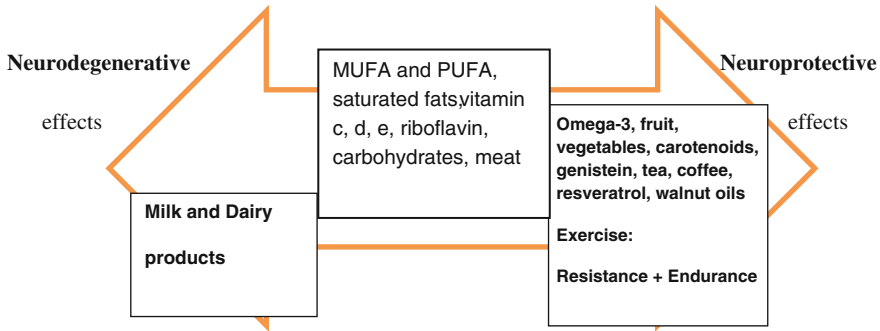 Neurodegenerative
effects
MUFA and PUFA,
saturated fats,vitamin
c, d, e, riboflavin,
carbohydrates, meat
Neuroprotective
effects
Omega-3, fruit,
vegetables, carotenoids,
genistein, tea, coffee,
resveratrol, walnut oils
Exercise:
Resistance + Endurance
Milk and Dairy
products